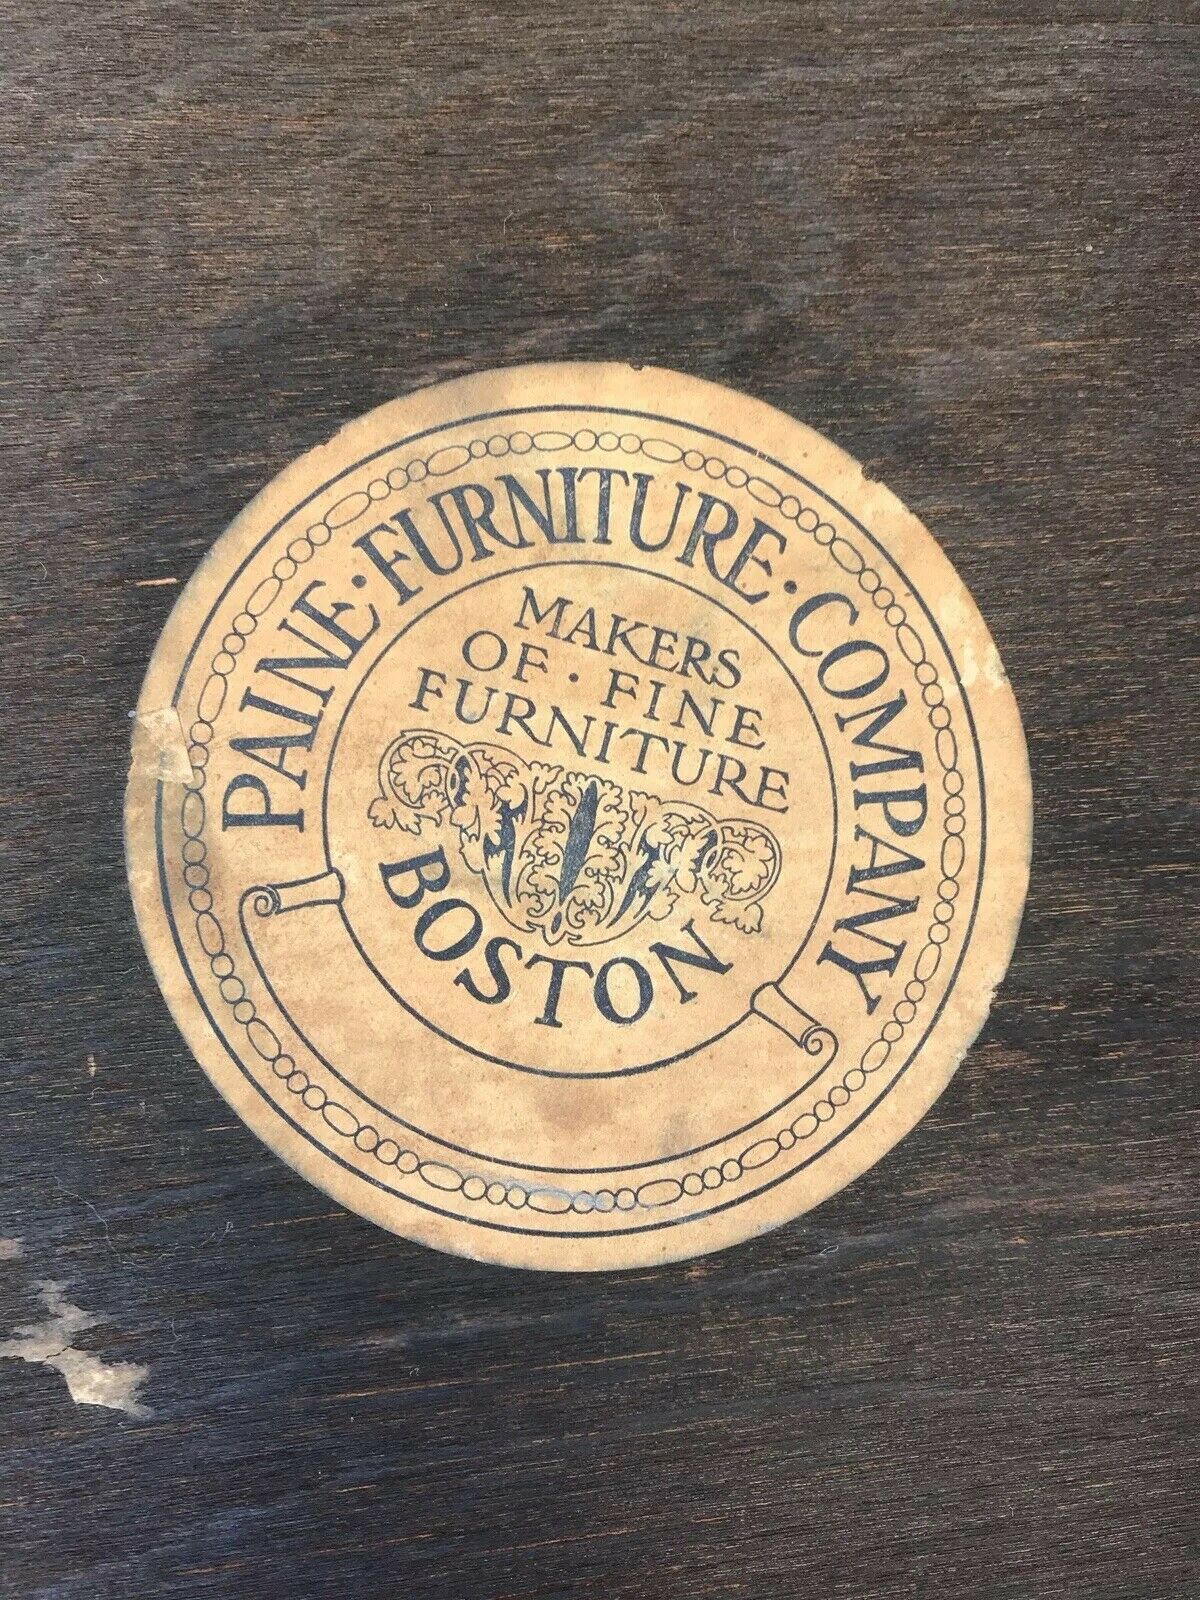 PAINE · FURNITURE · COMPANY
MAKERS
OF · FINE
FURNITURE
BOSTON